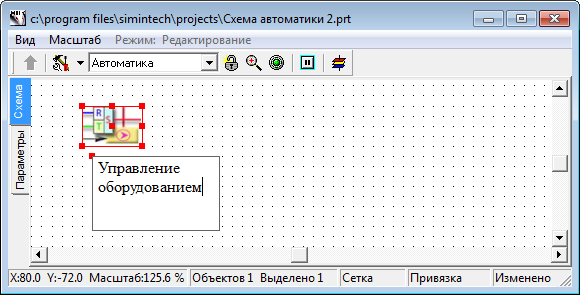 c:\program files\simintech\projects\Схема автоматики 2.prt
Вид Масштаб Режим: Редактирование
Автоматика
Схема
Параметры
R
S
T
Управление
оборудованием
X:80.0 Y:-72.0 Масштаб:125.6 % Объектов 1 Выделено 1 Сетка Привязка Изменено